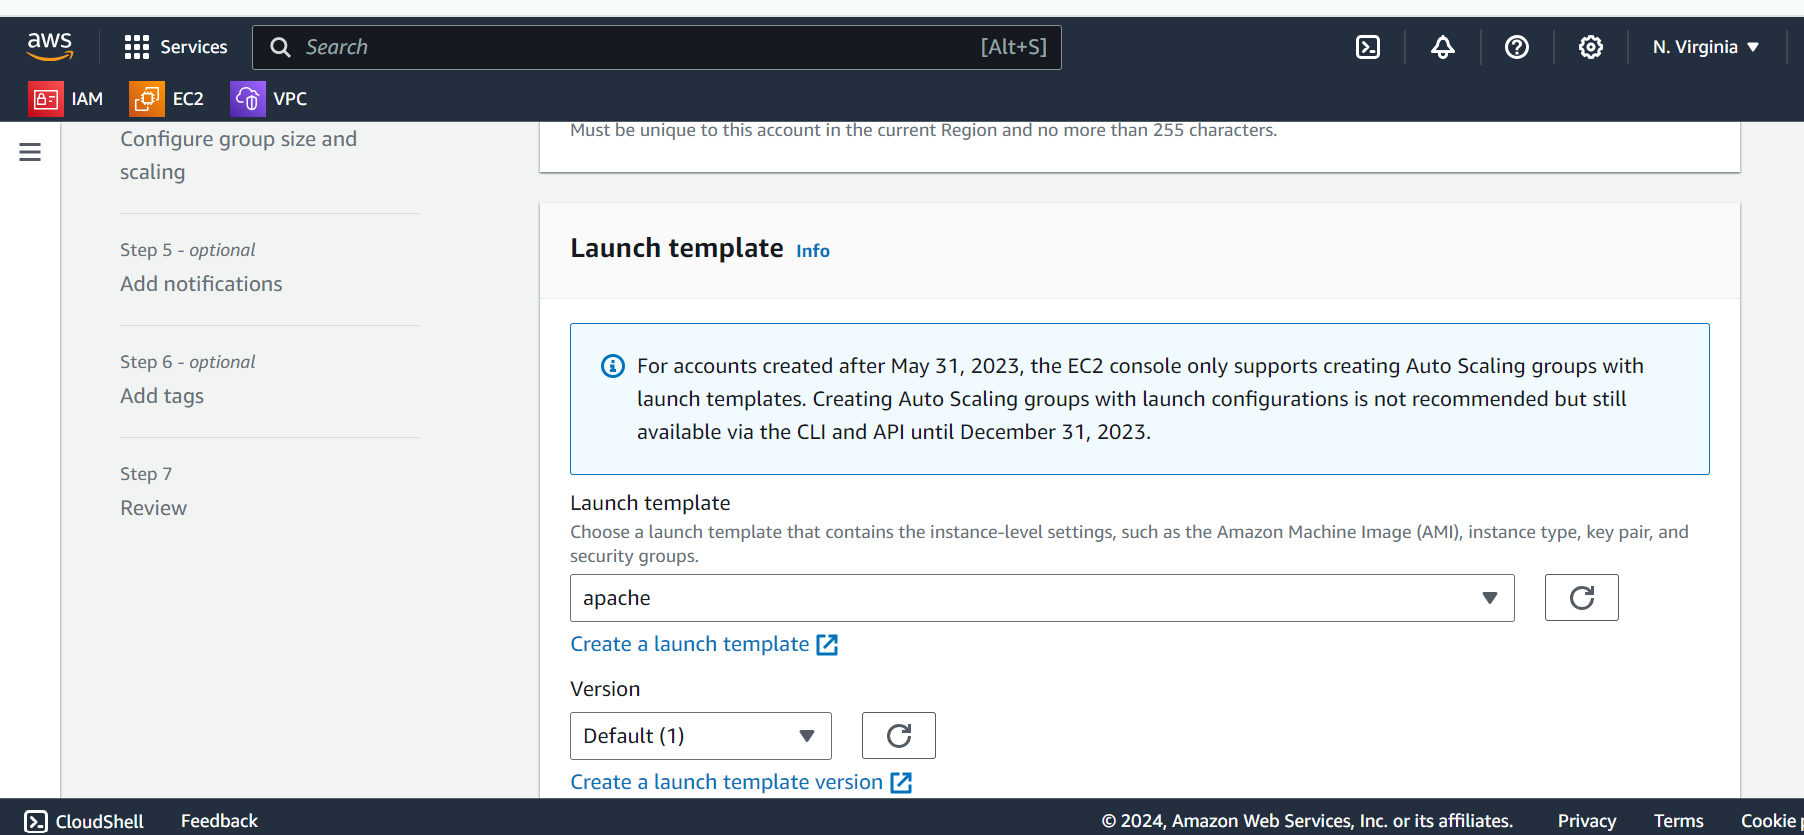 aws
Services
Search
[Alt+S]
N. Virginia
IAM
EC2
VPC
Configure group size and
scaling
Step 5 - optional
Add notifications
Step 6 - optional
Add tags
Step 7
Review
Must be unique to this account in the current Region and no more than 255 characters.
Launch template Info
For accounts created after May 31, 2023, the EC2 console only supports creating Auto Scaling groups with
launch templates. Creating Auto Scaling groups with launch configurations is not recommended but still
available via the CLI and API until December 31, 2023.
Launch template
Choose a launch template that contains the instance-level settings, such as the Amazon Machine Image (AMI), instance type, key pair, and
security groups.
apache
Create a launch template
Version
Default (1)
Create a launch template version
CloudShell
Feedback
© 2024, Amazon Web Services, Inc. or its affiliates.
Privacy
Terms
Cookie